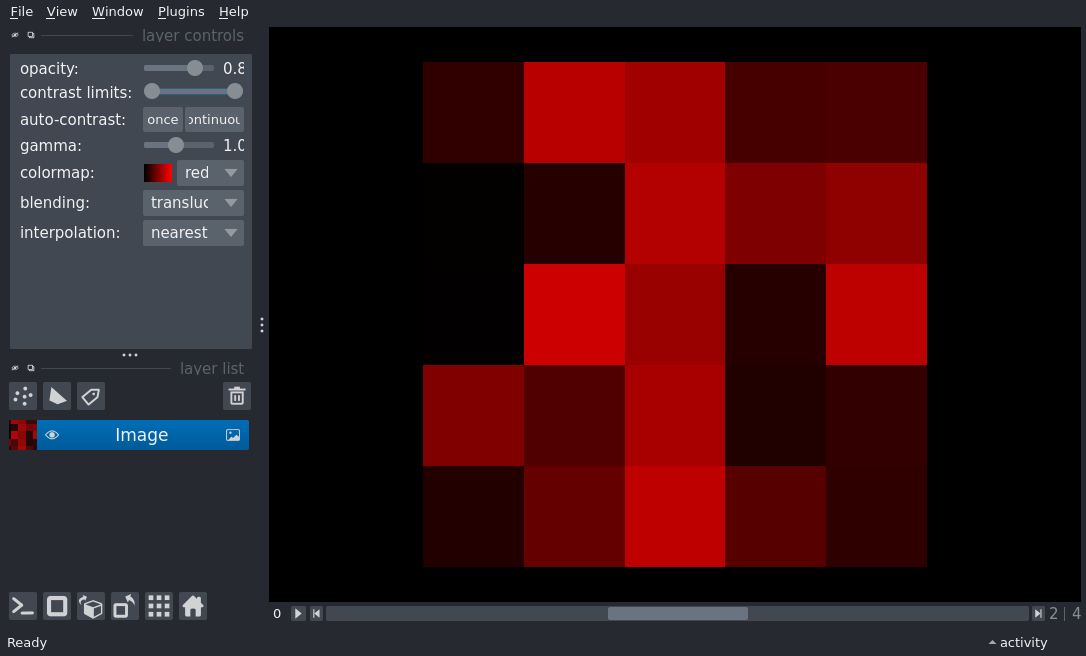 File View Window Plugins Help
layer controls
opacity: 0.8
contrast limits:
auto-contrast: once ontinuou
gamma: 1.0
colormap: red
blending: transluc
interpolation: nearest
layer list
Image
0 2 | 4
Ready activity